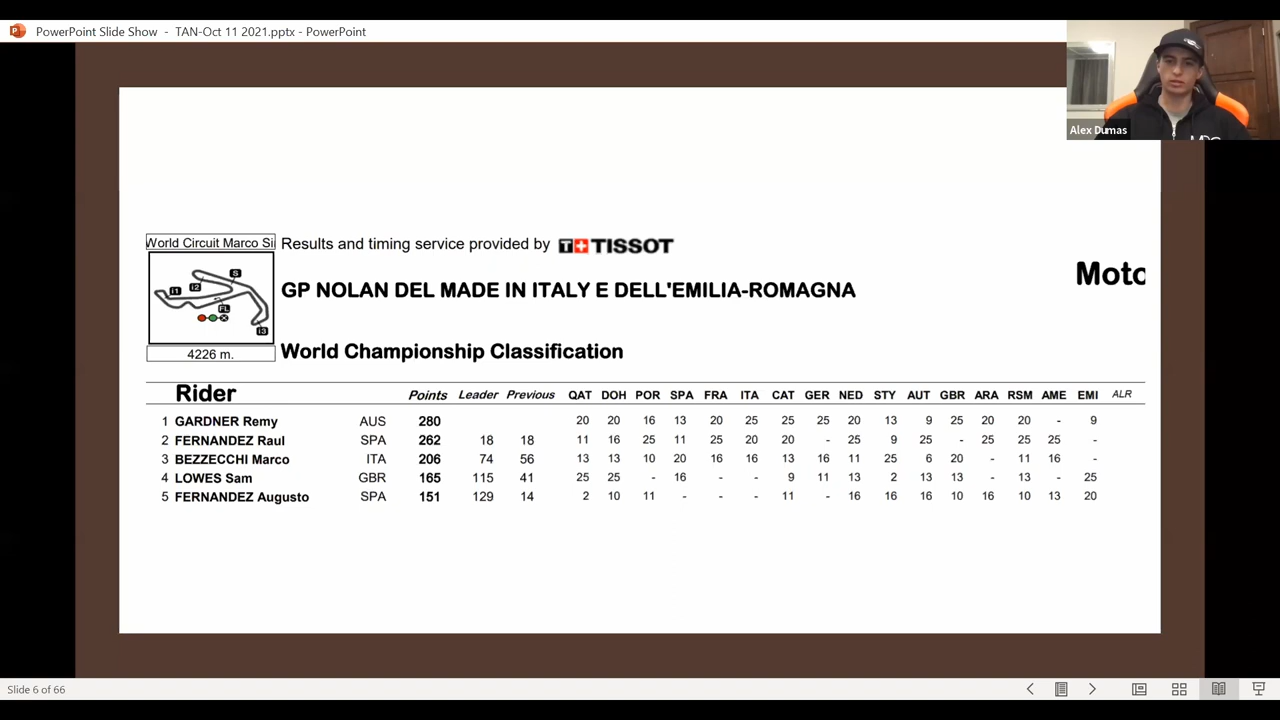 PowerPoint Slide Show - TAN-Oct 11 2021.pptx - PowerPoint
Alex Dumas
World Circuit Marco Si
Results and timing service provided by TISSOT
Moto
GP NOLAN DEL MADE IN ITALY E DELL'EMILIA-ROMAGNA
S
I1 I2
FL
I3
4226 m.
World Championship Classification
Rider Points Leader Previous QAT DOH POR SPA FRA ITA CAT GER NED STY AUT GBR ARA RSM AME EMI ALR
1 GARDNER Remy AUS 280 20 20 16 13 20 25 25 25 20 13 9 25 20 20 - 9
2 FERNANDEZ Raul SPA 262 18 18 11 16 25 11 25 20 20 - 25 9 25 - 25 25 25 -
3 BEZZECCHI Marco ITA 206 74 56 13 13 10 20 16 16 13 16 11 25 6 20 - 11 16 -
4 LOWES Sam GBR 165 115 41 25 25 - 16 - - 9 11 13 2 13 13 - 13 - 25
5 FERNANDEZ Augusto SPA 151 129 14 2 10 11 - - - 11 - 16 16 16 10 16 10 13 20
Slide 6 of 66